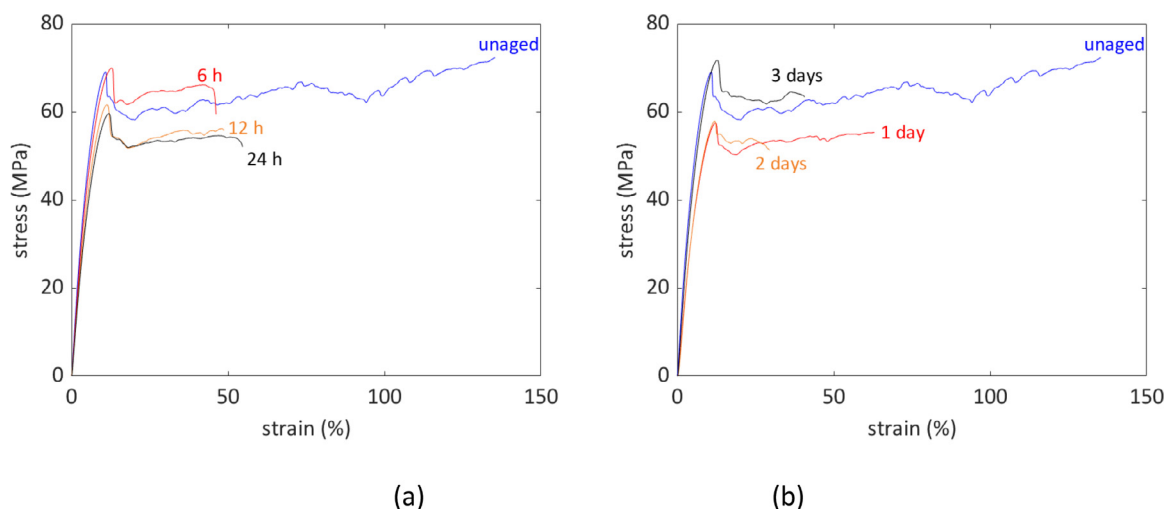 80
60
40
20
0
stress (MPa)
unaged
6 h
12 h
24 h
0
50
100
150
strain (%)
(a)
80
60
40
20
0
stress (MPa)
unaged
3 days
1 day
2 days
0
50
100
150
strain (%)
(b)